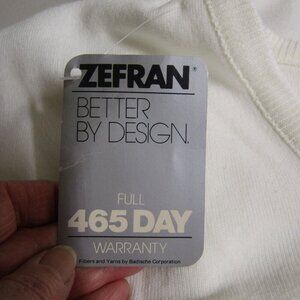 ZEFRAN®
BETTER
BY DESIGN.
FULL
465 DAY
WARRANTY
Fibers and Yarns by Badische Corporation